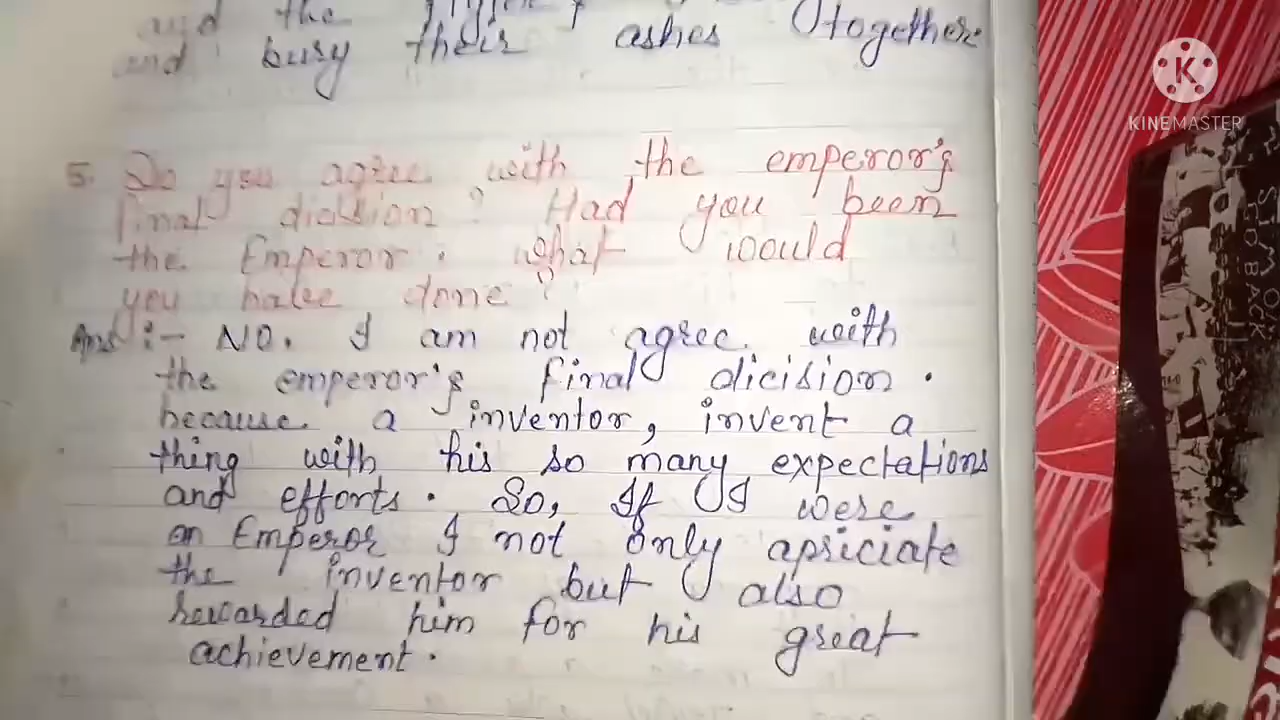 and the
and busy their ashes together
KINEMASTER
5. Do you agree with the emperor's
final dicision? Had you been
the Emperor. what would
you have done?
Ans :- NO. I am not agree with
the emperor's final dicision.
because a inventor, invent a
thing with his so many expectations
and efforts. So, If I were
an Emperor I not only apriciate
the inventor but also
rewarded him for his great
achievement.
SIMON
GO BACK